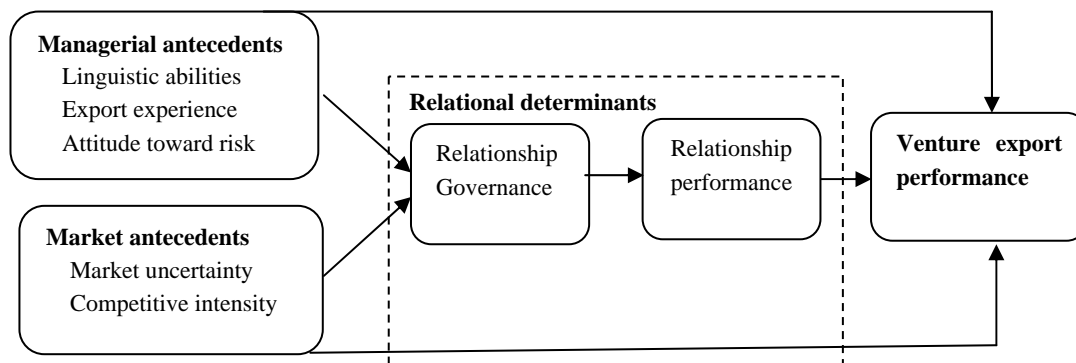 Managerial antecedents
Linguistic abilities
Export experience
Attitude toward risk
Market antecedents
Market uncertainty
Competitive intensity
Relational determinants
Relationship
Governance
Relationship
performance
Venture export
performance